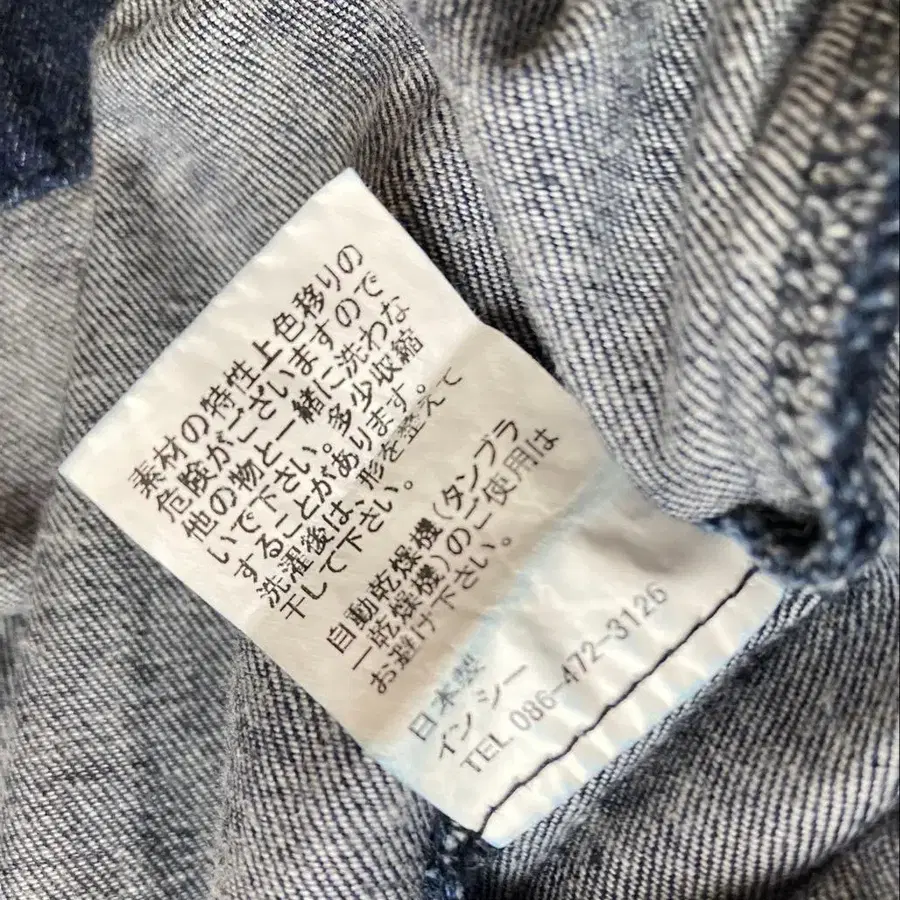 素材の特性上色移りの
危険がございますので
他の物と一緒に洗わな
いで下さい。多少収縮
することがあります。
洗濯後は、形を整えて
干して下さい。
自動乾燥機(タンブラ
ー乾燥機)のご使用は
お避け下さい。
日本製
インシー
TEL 086-472-3126